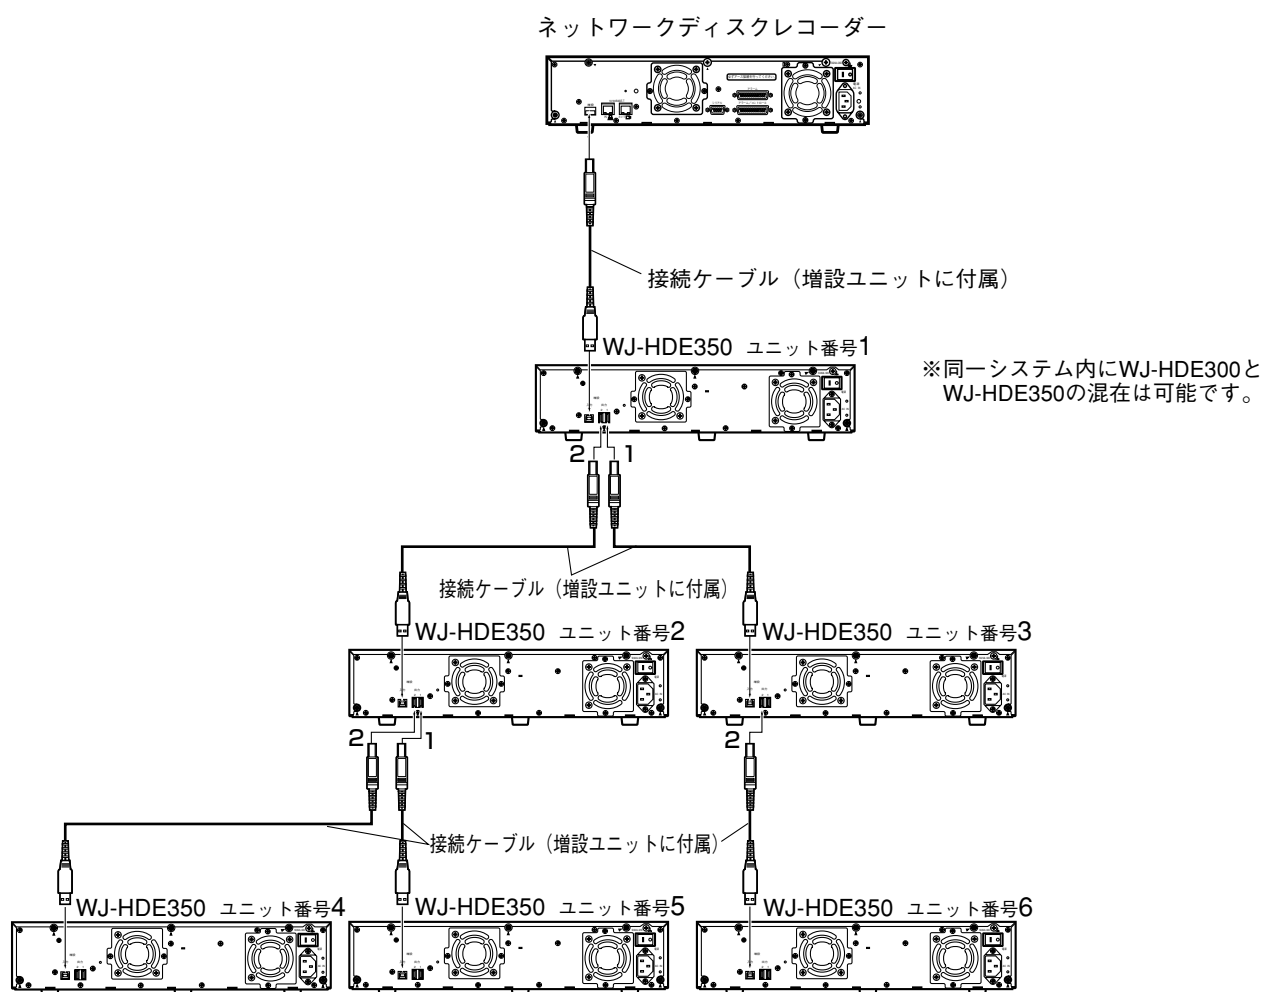 ネットワークディスクレコーダー
接続ケーブル（増設ユニットに付属）
WJ-HDE350 ユニット番号1
※同一システム内にWJ-HDE300と
WJ-HDE350の混在は可能です。
2 1
接続ケーブル（増設ユニットに付属）
WJ-HDE350 ユニット番号2
WJ-HDE350 ユニット番号3
2 1
2
接続ケーブル（増設ユニットに付属）
WJ-HDE350 ユニット番号4
WJ-HDE350 ユニット番号5
WJ-HDE350 ユニット番号6